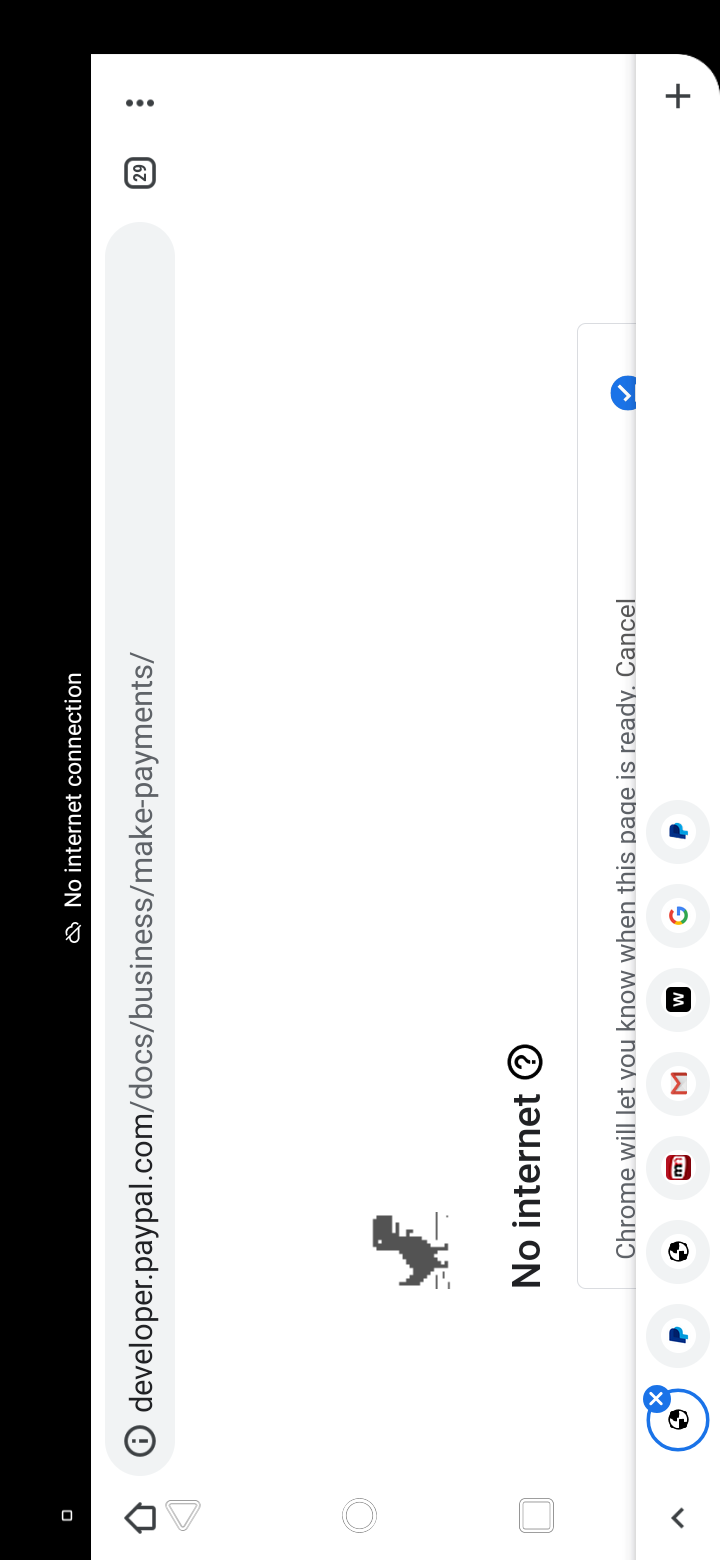 No internet connection
developer.paypal.com/docs/business/make-payments/
29
No internet
Chrome will let you know when this page is ready. Cancel
P
G
W
M
m
P